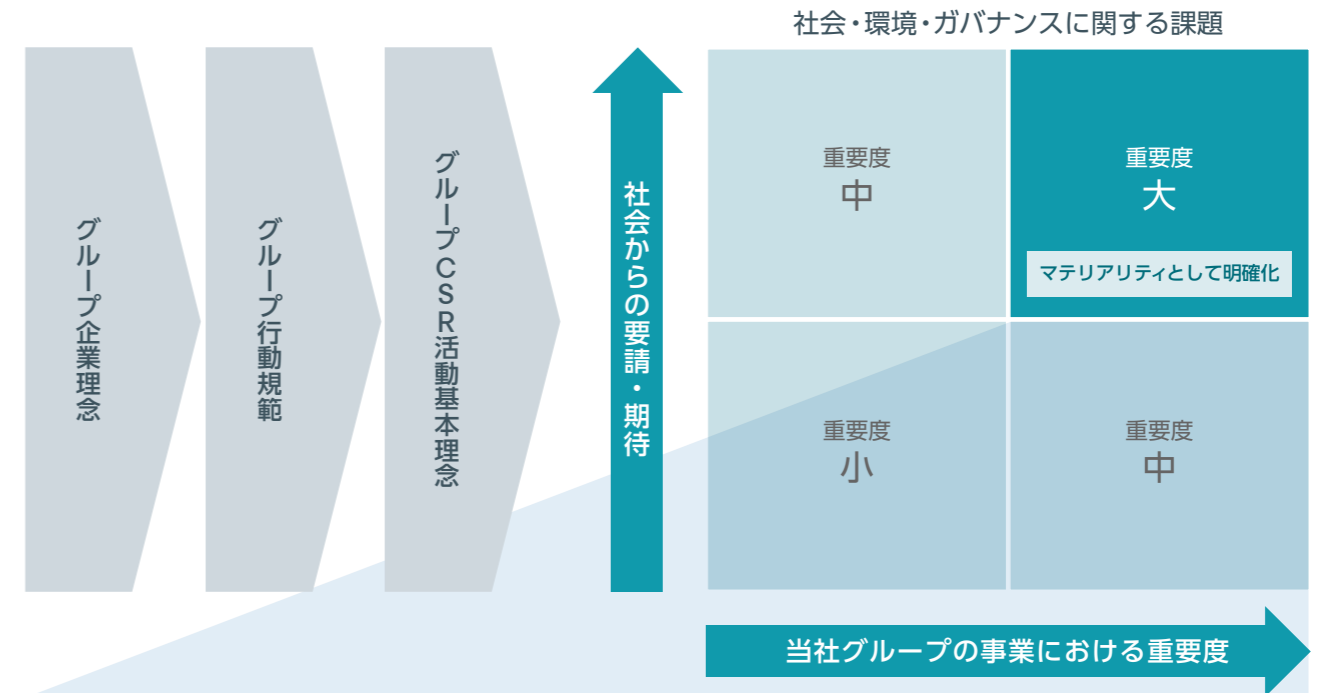 社会・環境・ガバナンスに関する課題
グループ企業理念
グループ行動規範
グループCSR活動基本理念
社会からの要請・期待
重要度
中
重要度
大
マテリアリティとして明確化
重要度
小
重要度
中
当社グループの事業における重要度